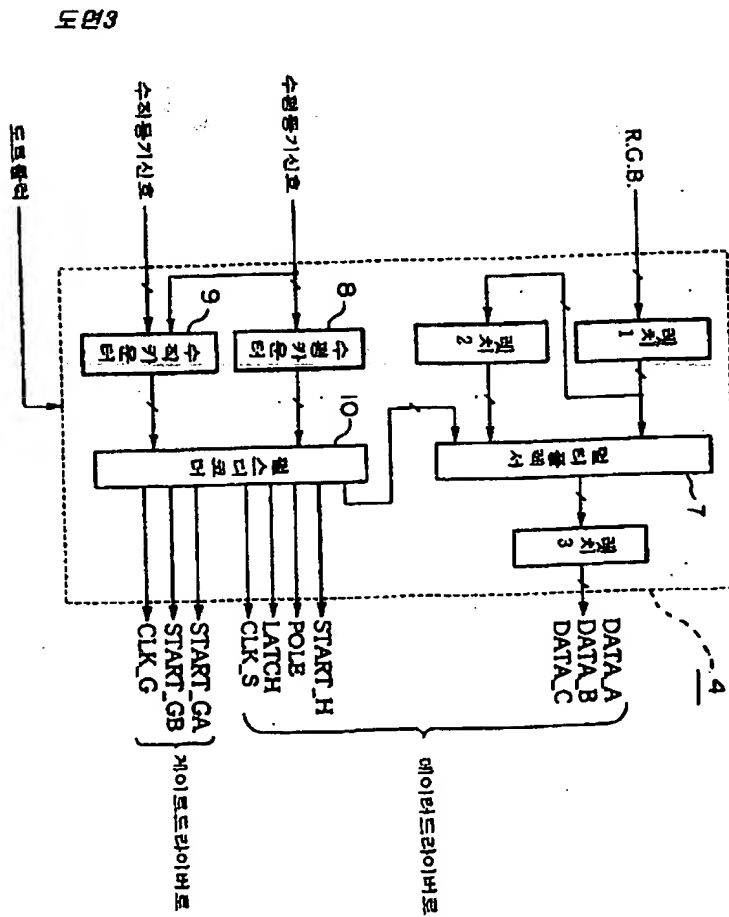 도면3
R.G.B.
렛치
1
렛치
2
멀티플렉서
7
렛치
3
4
DATA_A
DATA_B
DATA_C
데이터드라이버로
수평동기신호
8
수평카운터
10
펄스디코더
START_H
POLE
LATCH
CLK_S
수직동기신호
9
수직카운터
START_GA
START_GB
CLK_G
게이트드라이버로
도트클럭